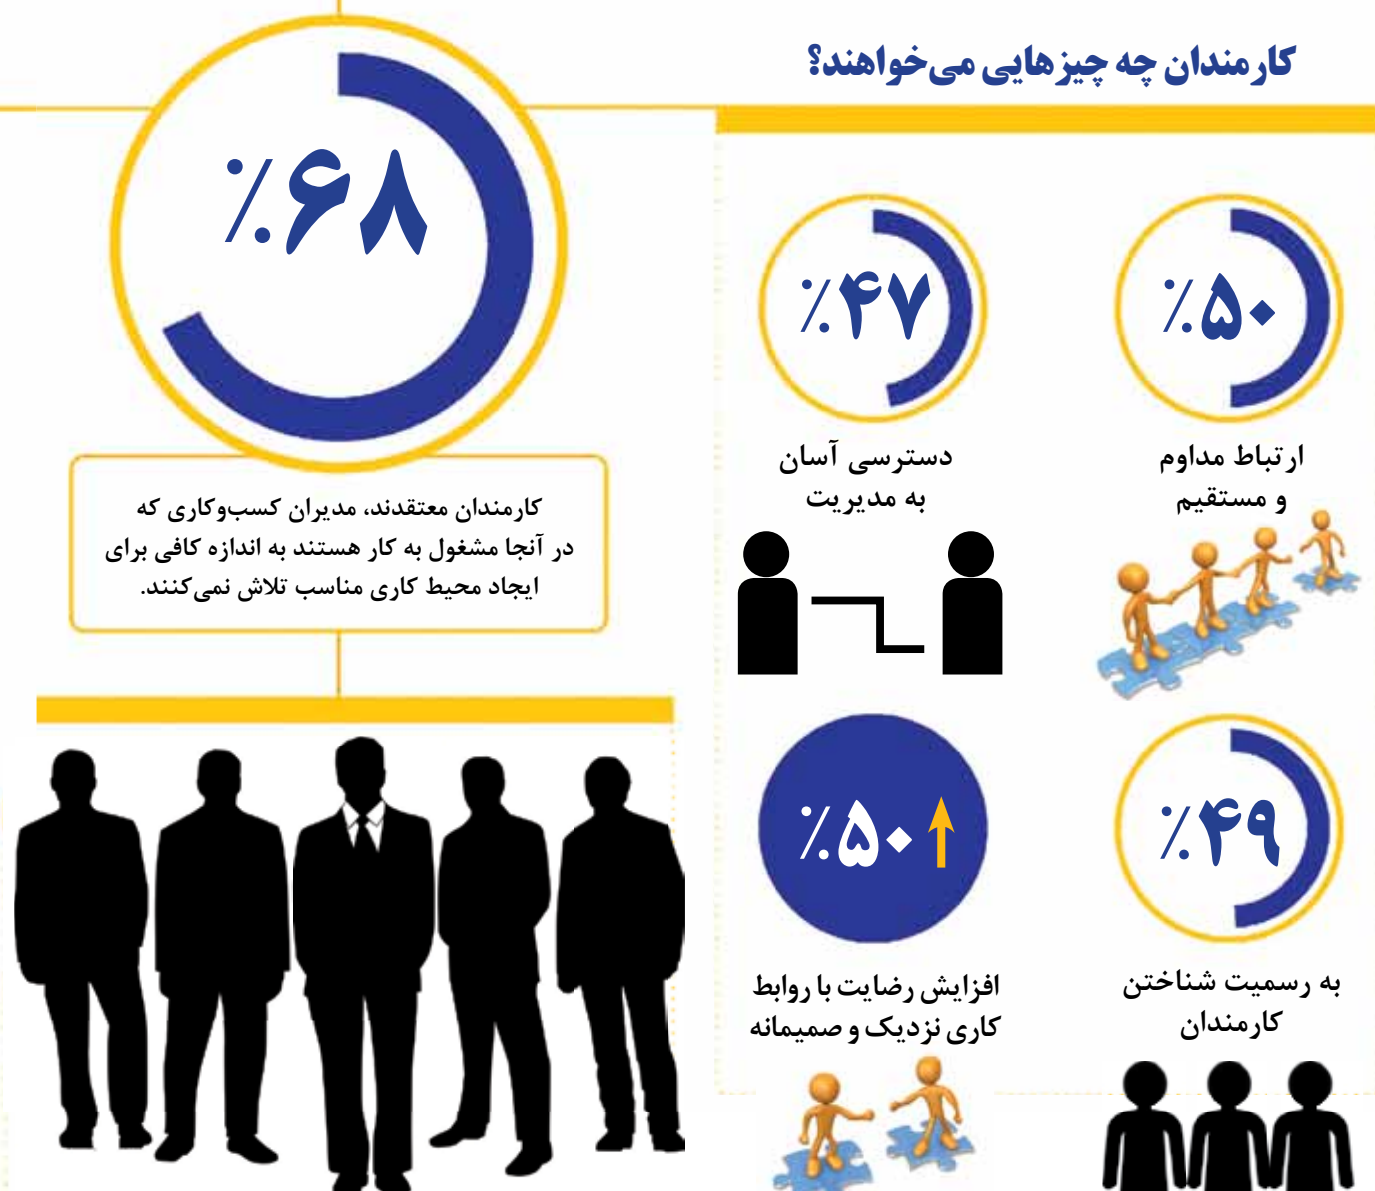 کارمندان چه چیزهایی می‌خواهند؟
٪۵۰
ارتباط مداوم
و مستقیم
٪۴۷
دسترسی آسان
به مدیریت
٪۴۹
به رسمیت شناختن
کارمندان
٪۵۰
افزایش رضایت با روابط
کاری نزدیک و صمیمانه
٪۶۸
کارمندان معتقدند، مدیران کسب‌وکاری که
در آنجا مشغول به کار هستند به اندازه کافی برای
ایجاد محیط کاری مناسب تلاش نمی‌کنند.